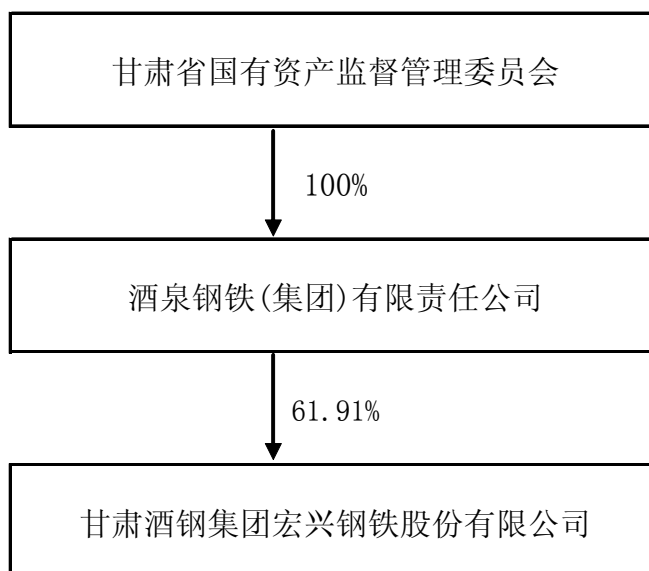 甘肃省国有资产监督管理委员会
100%
酒泉钢铁(集团)有限责任公司
61.91%
甘肃酒钢集团宏兴钢铁股份有限公司